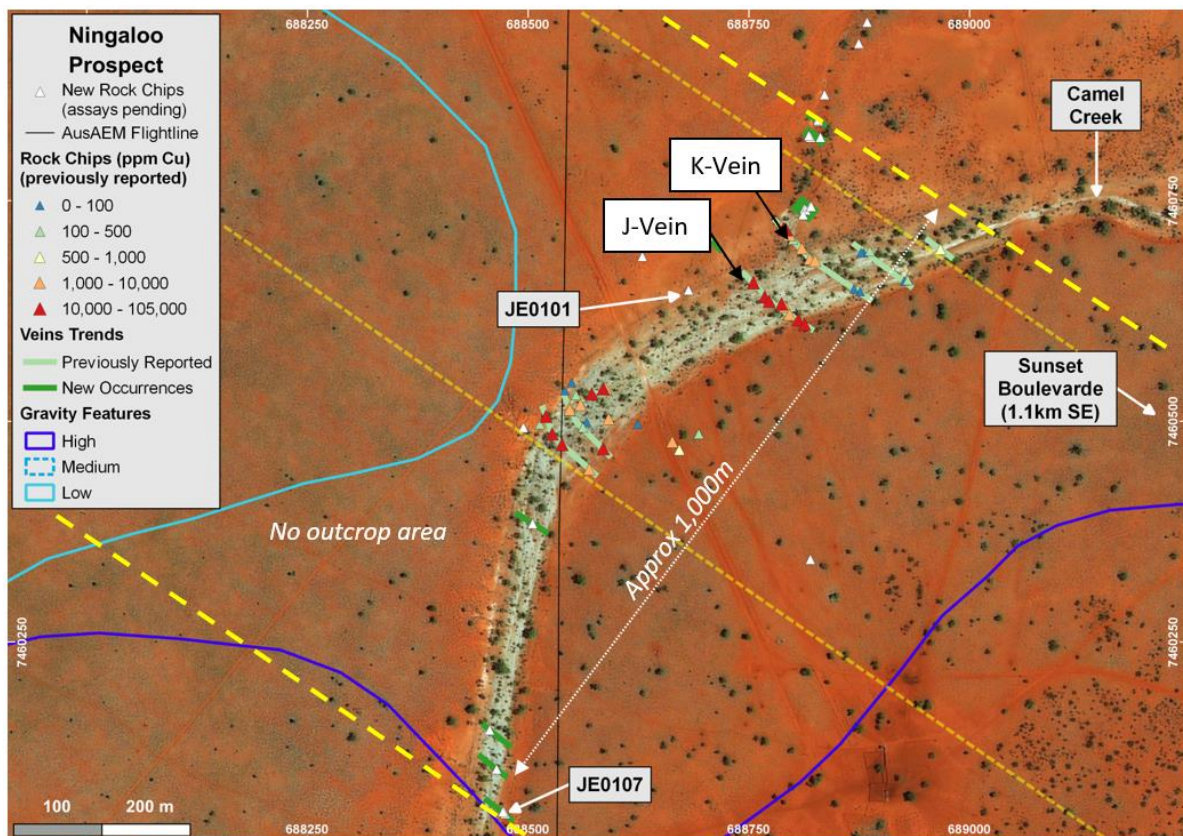 Ningaloo
Prospect
New Rock Chips
(assays pending)
AusAEM Flightline
Rock Chips (ppm Cu)
(previously reported)
0 - 100
100 - 500
500 - 1,000
1,000 - 10,000
10,000 - 105,000
Veins Trends
Previously Reported
New Occurrences
Gravity Features
High
Medium
Low
688250
688500
688750
689000
Camel
Creek
K-Vein
J-Vein
7460750
JE0101
Sunset
Boulevarde
(1.1km SE)
7460500
No outcrop area
Approx 1,000m
7460250
7460250
JE0107
100
200 m
688250
688500
688750
689000